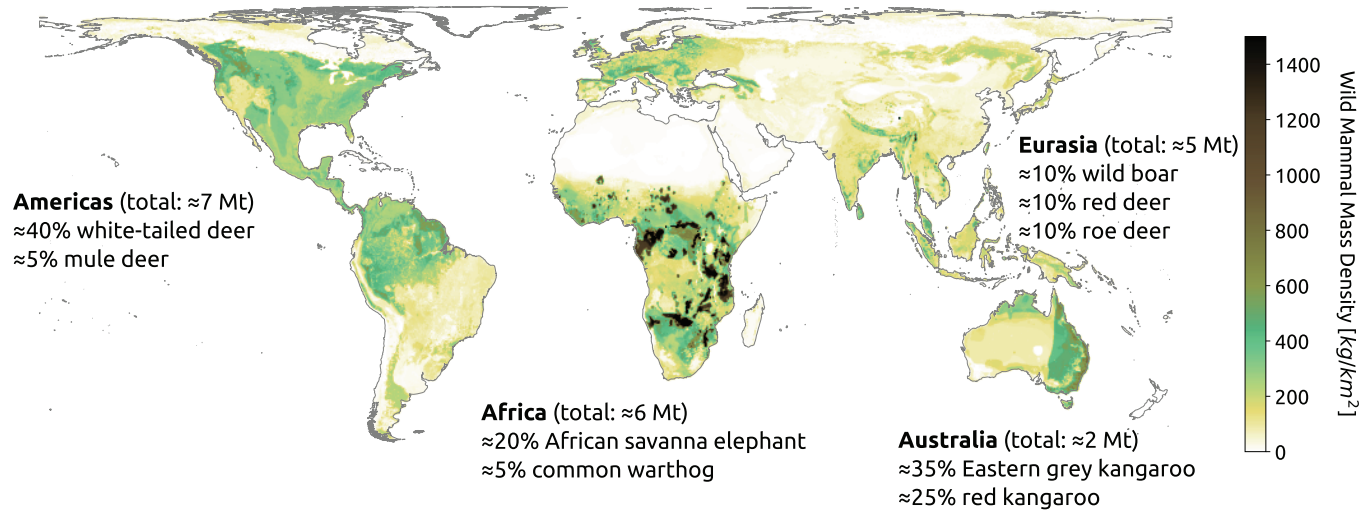 Americas (total: ≈7 Mt)
≈40% white-tailed deer
≈5% mule deer
Africa (total: ≈6 Mt)
≈20% African savanna elephant
≈5% common warthog
Eurasia (total: ≈5 Mt)
≈10% wild boar
≈10% red deer
≈10% roe deer
Australia (total: ≈2 Mt)
≈35% Eastern grey kangaroo
≈25% red kangaroo
1400
1200
1000
800
600
400
200
0
Wild Mammal Mass Density [kg/km²]